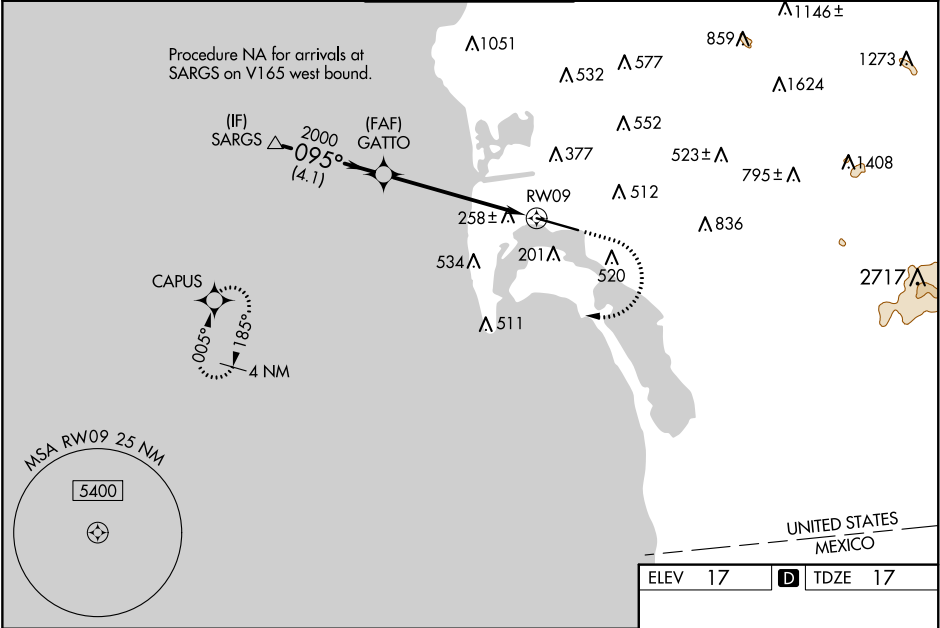 1146±
1051
859
Procedure NA for arrivals at
SARGS on V165 west bound.
577
1273
532
1624
(IF)
SARGS
2000
095°
(4.1)
(FAF)
GATTO
552
377
523±
1408
795±
512
RW09
258±
836
534
201
520
CAPUS
2717
005°
185°
511
4 NM
MSA RW09 25 NM
5400
UNITED STATES
MEXICO
ELEV 17
D
TDZE 17